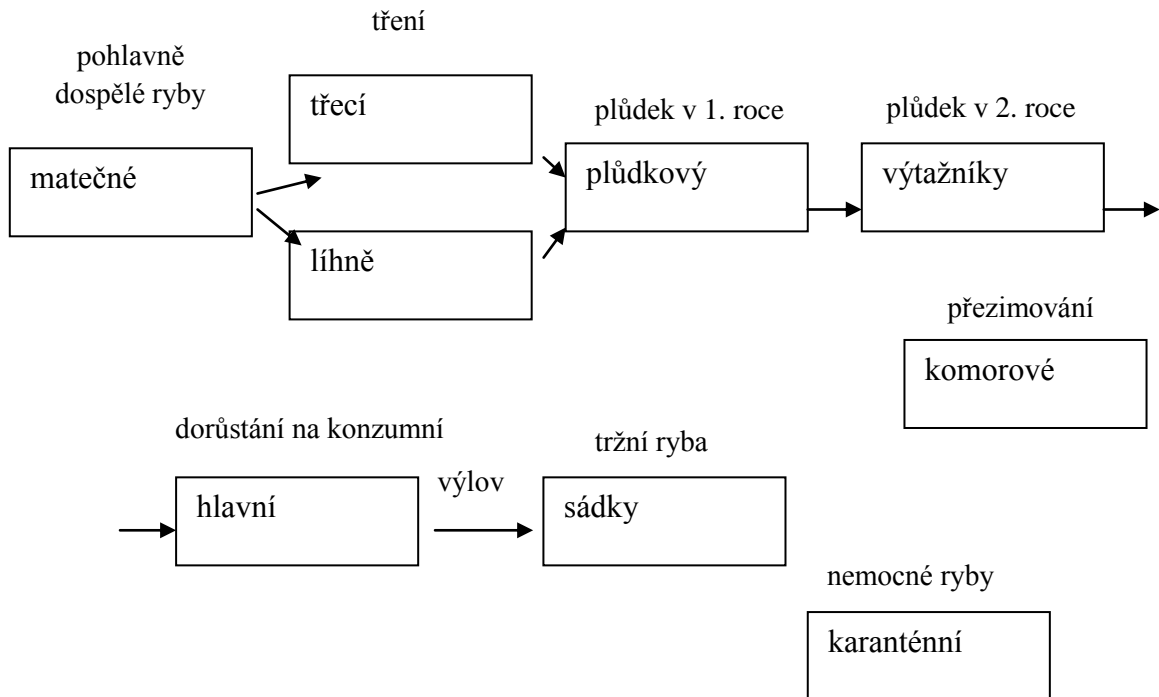 tření
pohlavně
dospělé ryby
třecí
plůdek v 1. roce
plůdek v 2. roce
matečné
plůdkový
výtažníky
líhně
přezimování
komorové
dorůstání na konzumní
tržní ryba
výlov
hlavní
sádky
nemocné ryby
karanténní